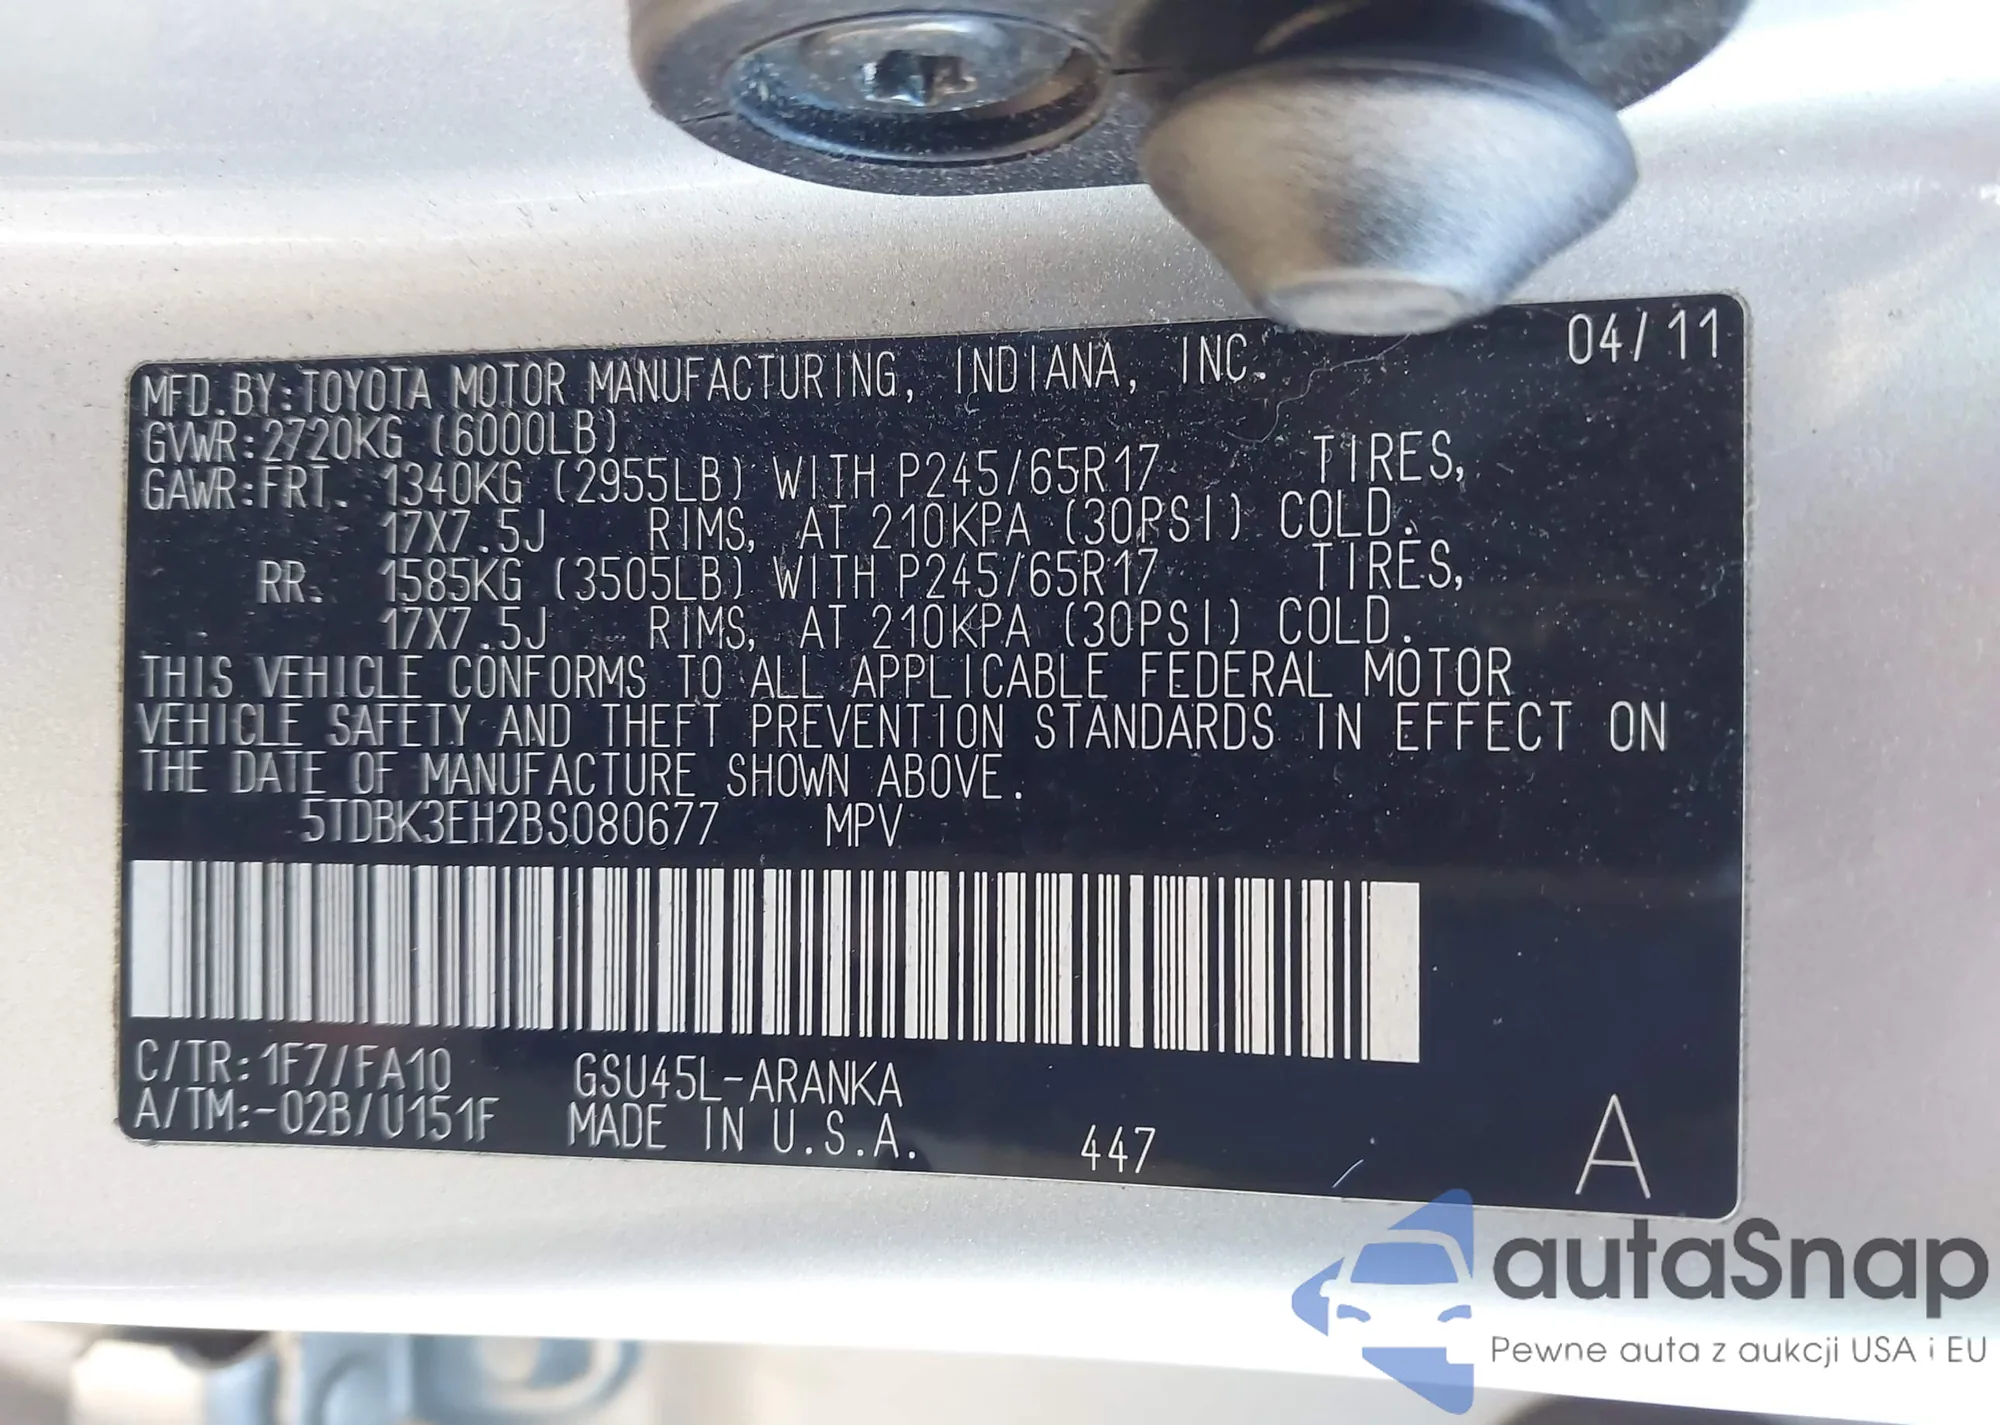 04/11
MFD.BY:TOYOTA MOTOR MANUFACTURING, INDIANA, INC.
GVWR:2720KG (6000LB)
GAWR:FRT. 1340KG (2955LB) WITH P245/65R17 TIRES,
17X7.5J RIMS, AT 210KPA (30PSI) COLD.
RR. 1585KG (3505LB) WITH P245/65R17 TIRES,
17X7.5J RIMS, AT 210KPA (30PSI) COLD.
THIS VEHICLE CONFORMS TO ALL APPLICABLE FEDERAL MOTOR
VEHICLE SAFETY AND THEFT PREVENTION STANDARDS IN EFFECT ON
THE DATE OF MANUFACTURE SHOWN ABOVE.
5TDBK3EH2BS080677 MPV
C/TR:1F7/FA10 GSU45L-ARANKA
A/TM:-02B/U151F MADE IN U.S.A. 447 A
autaSnap
Pewne auta z aukcji USA i EU